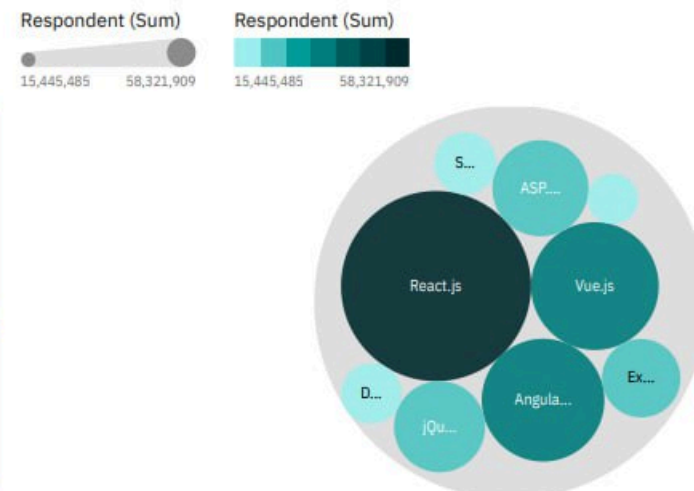 Respondent (Sum)
15,445,485 58,321,909
Respondent (Sum)
15,445,485 58,321,909
S...
ASP....
React.js
Vue.js
D...
jQu...
Angula...
Ex...